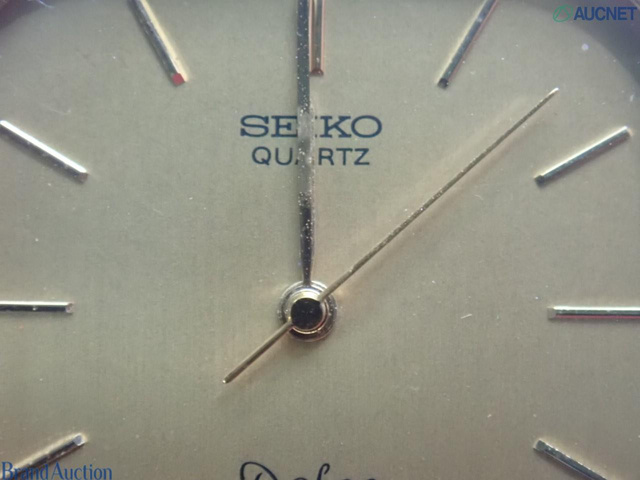 AUCNET
SEIKO
QUARTZ
Brand Auction